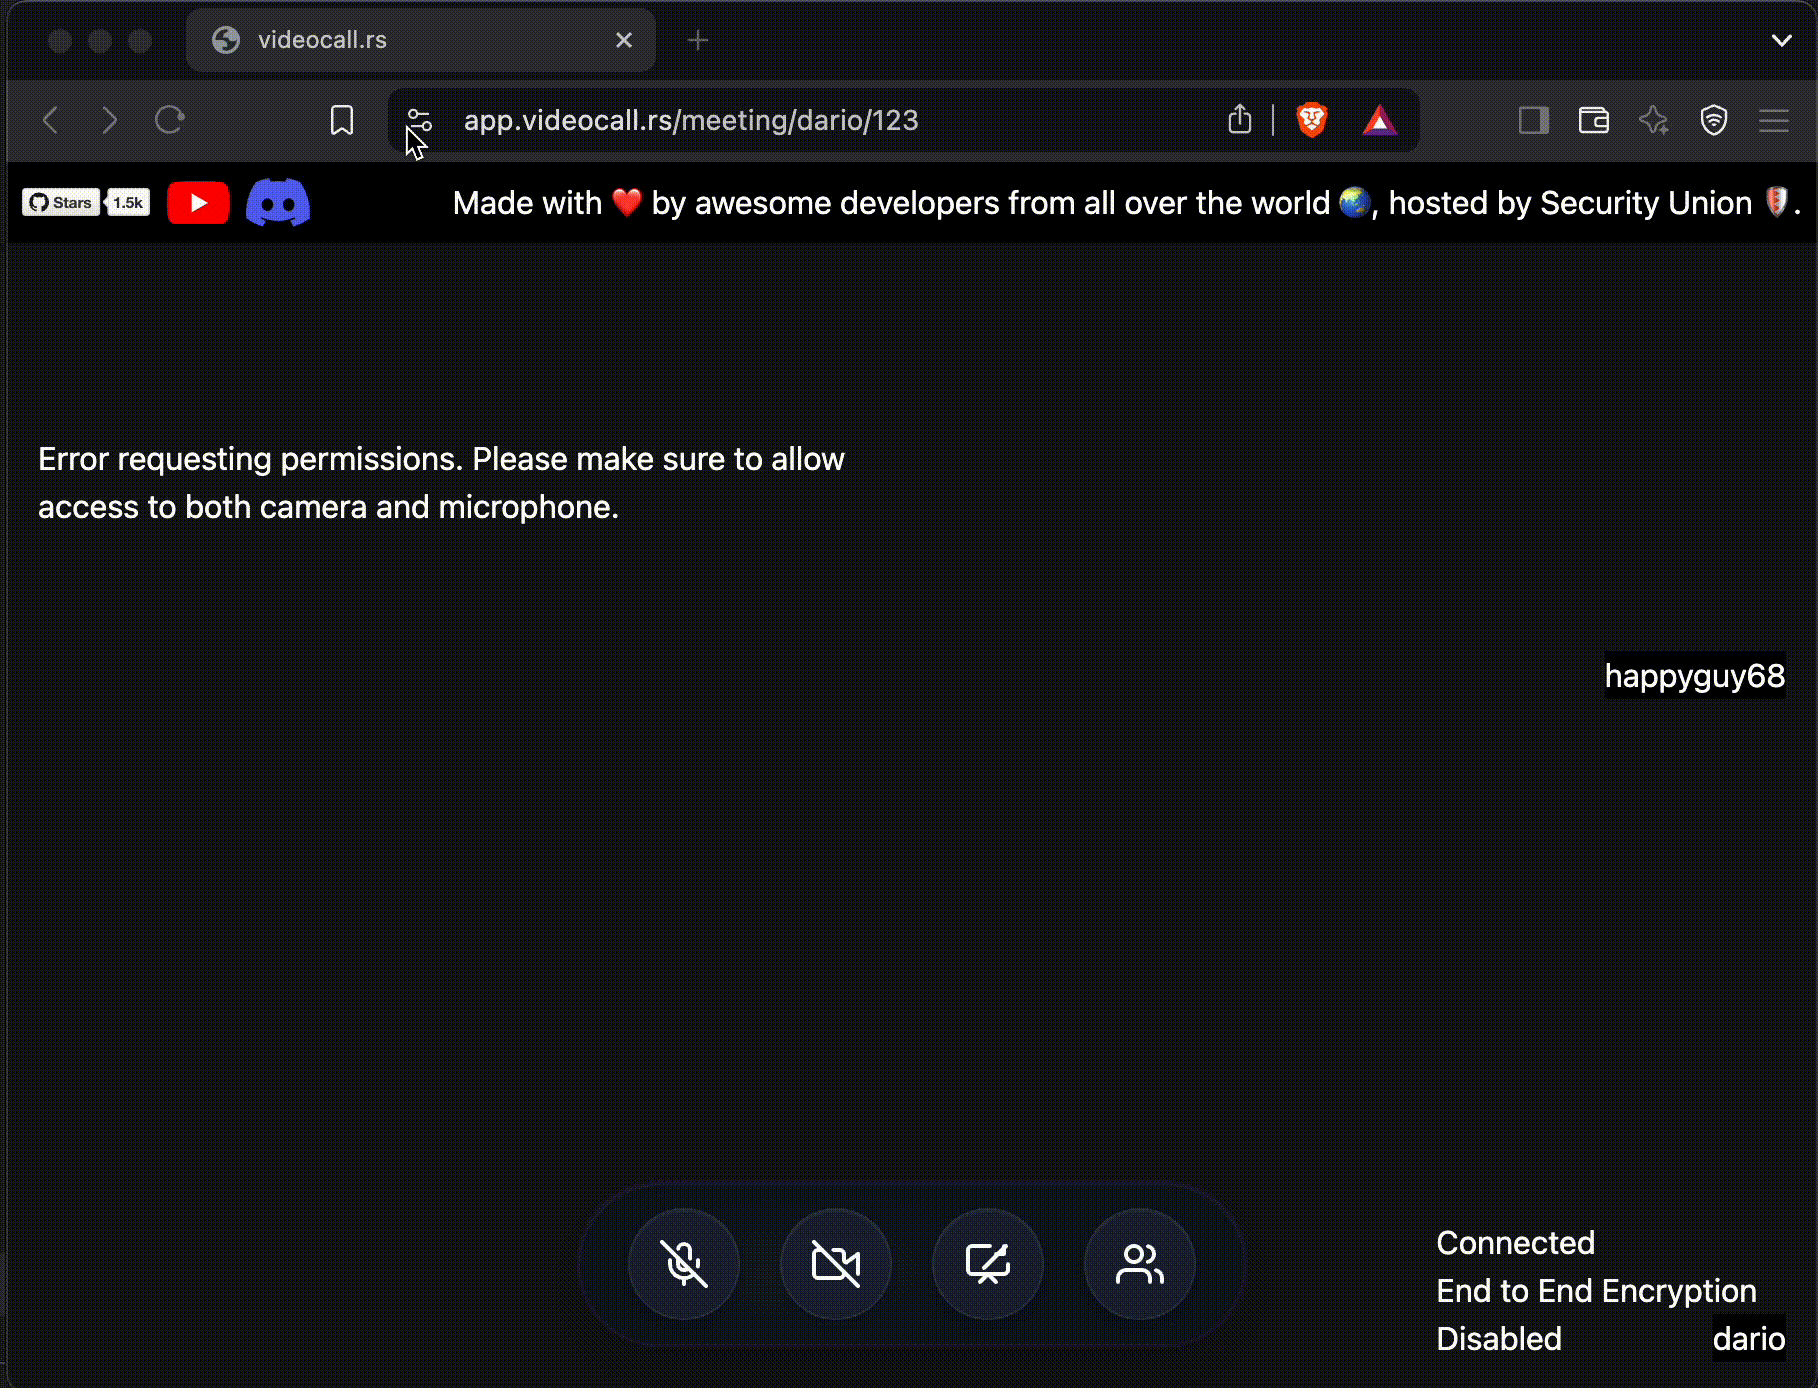 videocall.rs
app.videocall.rs/meeting/dario/123
Stars 1.5k
Made with ❤️ by awesome developers from all over the world 🌏, hosted by Security Union 🛡️.
Error requesting permissions. Please make sure to allow
access to both camera and microphone.
happyguy68
Connected
End to End Encryption
Disabled
dario